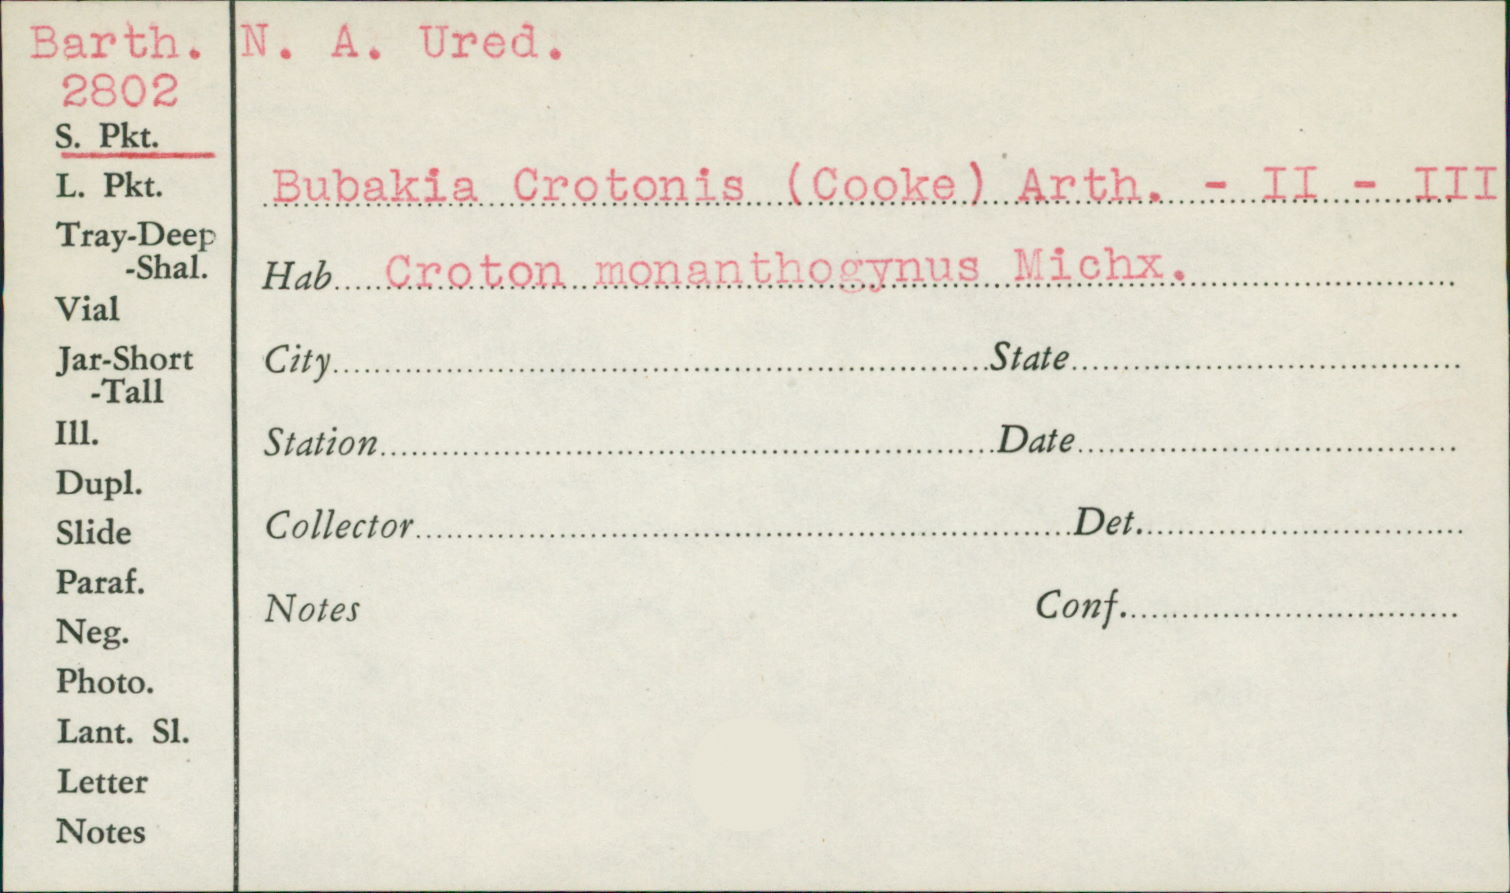 Barth. N. A. Ured.
2802
S. Pkt.
L. Pkt.
Tray-Deep
-Shal.
Vial
Jar-Short
-Tall
Ill.
Dupl.
Slide
Paraf.
Neg.
Photo.
Lant. Sl.
Letter
Notes
Bubakia Crotonis (Cooke) Arth. - II - III
Hab. Croton monanthogynus Michx.
City State
Station Date
Collector Det.
Notes Conf.